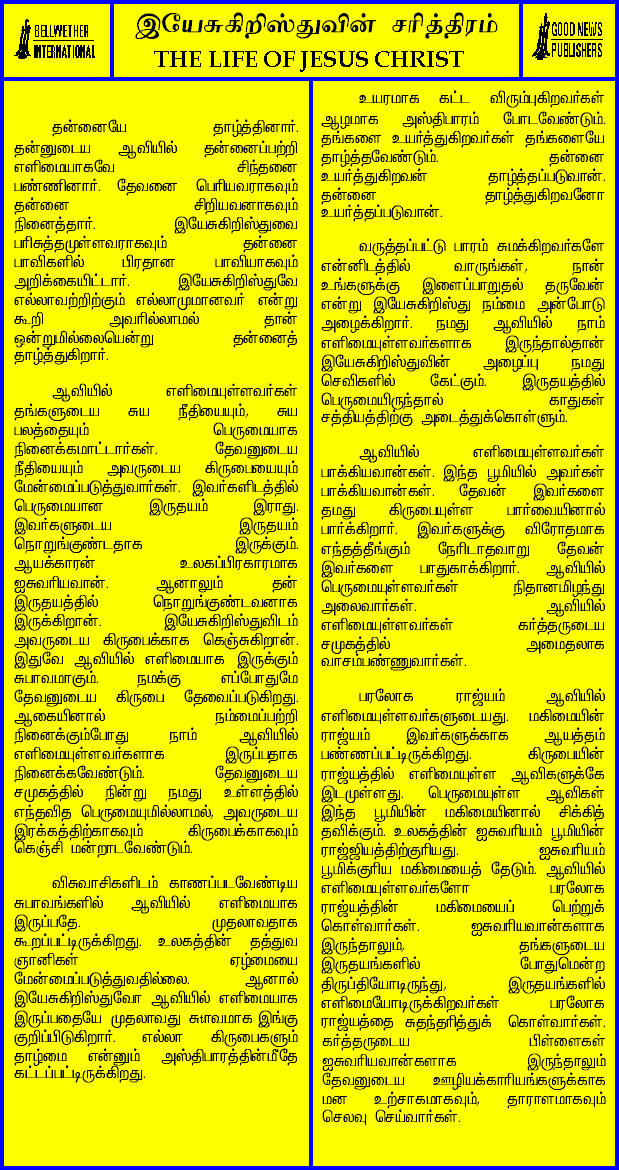 BELLWETHER
INTERNATIONAL
இயேசுகிறிஸ்துவின் சரித்திரம்
THE LIFE OF JESUS CHRIST
GOOD NEWS
PUBLISHERS
தன்னையே தாழ்த்தினார்.
தன்னுடைய ஆவியில் தன்னைப்பற்றி
எளிமையாகவே சிந்தனை
பண்ணினார். தேவனை பெரியவராகவும்
தன்னை சிறியவனாகவும்
நினைத்தார். இயேசுகிறிஸ்துவை
பரிசுத்தமுள்ளவராகவும் தன்னை
பாவிகளில் பிரதான பாவியாகவும்
அறிக்கையிட்டார். இயேசுகிறிஸ்துவே
எல்லாவற்றிற்கும் எல்லாமுமானவர் என்று
கூறி அவரில்லாமல் தான்
ஒன்றுமில்லையென்று தன்னைத்
தாழ்த்துகிறார்.
ஆவியில் எளிமையுள்ளவர்கள்
தங்களுடைய சுய நீதியையும், சுய
பலத்தையும் பெருமையாக
நினைக்கமாட்டார்கள். தேவனுடைய
நீதியையும் அவருடைய கிருபையையும்
மேன்மைப்படுத்துவார்கள். இவர்களிடத்தில்
பெருமையான இருதயம் இராது.
இவர்களுடைய இருதயம்
நொறுங்குண்டதாக இருக்கும்.
ஆயக்காரன் உலகப்பிரகாரமாக
ஐசுவரியவான். ஆனாலும் தன்
இருதயத்தில் நொறுங்குண்டவனாக
இருக்கிறான். இயேசுகிறிஸ்துவிடம்
அவருடைய கிருபைக்காக கெஞ்சுகிறான்.
இதுவே ஆவியில் எளிமையாக இருக்கும்
சுபாவமாகும். நமக்கு எப்போதுமே
தேவனுடைய கிருபை தேவைப்படுகிறது.
ஆகையினால் நம்மைப்பற்றி
நினைக்கும்போது நாம் ஆவியில்
எளிமையுள்ளவர்களாக இருப்பதாக
நினைக்கவேண்டும். தேவனுடைய
சமுகத்தில் நின்று நமது உள்ளத்தில்
எந்தவித பெருமையுமில்லாமல், அவருடைய
இரக்கத்திற்காகவும் கிருபைக்காகவும்
கெஞ்சி மன்றாடவேண்டும்.
விசுவாசிகளிடம் காணப்படவேண்டிய
சுபாவங்களில் ஆவியில் எளிமையாக
இருப்பதே. முதலாவதாக
கூறப்பட்டிருக்கிறது. உலகத்தின் தத்துவ
ஞானிகள் ஏழ்மையை
மேன்மைப்படுத்துவதில்லை. ஆனால்
இயேசுகிறிஸ்துவோ ஆவியில் எளிமையாக
இருப்பதையே முதலாவது சுபாவமாக இங்கு
குறிப்பிடுகிறார். எல்லா கிருபைகளும்
தாழ்மை என்னும் அஸ்திபாரத்தின்மீதே
கட்டப்பட்டிருக்கிறது.
உயரமாக கட்ட விரும்புகிறவர்கள்
ஆழமாக அஸ்திபாரம் போடவேண்டும்.
தங்களை உயர்த்துகிறவர்கள் தங்களையே
தாழ்த்தவேண்டும். தன்னை
உயர்த்துகிறவன் தாழ்த்தப்படுவான்.
தன்னை தாழ்த்துகிறவனோ
உயர்த்தப்படுவான்.
வருத்தப்பட்டு பாரம் சுமக்கிறவர்களே
என்னிடத்தில் வாருங்கள், நான்
உங்களுக்கு இளைப்பாறுதல் தருவேன்
என்று இயேசுகிறிஸ்து நம்மை அன்போடு
அழைக்கிறார். நமது ஆவியில் நாம்
எளிமையுள்ளவர்களாக இருந்தால்தான்
இயேசுகிறிஸ்துவின் அழைப்பு நமது
செவிகளில் கேட்கும். இருதயத்தில்
பெருமையிருந்தால் காதுகள்
சத்தியத்திற்கு அடைத்துக்கொள்ளும்.
ஆவியில் எளிமையுள்ளவர்கள்
பாக்கியவான்கள். இந்த பூமியில் அவர்கள்
பாக்கியவான்கள். தேவன் இவர்களை
தமது கிருபையுள்ள பார்வையினால்
பார்க்கிறார். இவர்களுக்கு விரோதமாக
எந்தத்தீங்கும் நேரிடாதவாறு தேவன்
இவர்களை பாதுகாக்கிறார். ஆவியில்
பெருமையுள்ளவர்கள் நிதானமிழந்து
அலைவார்கள். ஆவியில்
எளிமையுள்ளவர்கள் கர்த்தருடைய
சமுகத்தில் அமைதலாக
வாசம்பண்ணுவார்கள்.
பரலோக ராஜ்யம் ஆவியில்
எளிமையுள்ளவர்களுடையது. மகிமையின்
ராஜ்யம் இவர்களுக்காக ஆயத்தம்
பண்ணப்பட்டிருக்கிறது. கிருபையின்
ராஜ்யத்தில் எளிமையுள்ள ஆவிகளுக்கே
இடமுள்ளது. பெருமையுள்ள ஆவிகள்
இந்த பூமியின் மகிமையினால் சிக்கித்
தவிக்கும். உலகத்தின் ஐசுவரியம் பூமியின்
ராஜ்ஜியத்திற்குரியது. ஐசுவரியம்
பூமிக்குரிய மகிமையைத் தேடும். ஆவியில்
எளிமையுள்ளவர்களோ பரலோக
ராஜ்யத்தின் மகிமையைப் பெற்றுக்
கொள்வார்கள். ஐசுவரியவான்களாக
இருந்தாலும், தங்களுடைய
இருதயங்களில் போதுமென்ற
திருப்தியோடிருந்து, இருதயங்களில்
எளிமையோடிருக்கிறவர்கள் பரலோக
ராஜ்யத்தை சுதந்தரித்துக் கொள்வார்கள்.
கர்த்தருடைய பிள்ளைகள்
ஐசுவரியவான்களாக இருந்தாலும்
தேவனுடைய ஊழியக்காரியங்களுக்காக
மன உற்சாகமாகவும், தாராளமாகவும்
செலவு செய்வார்கள்.